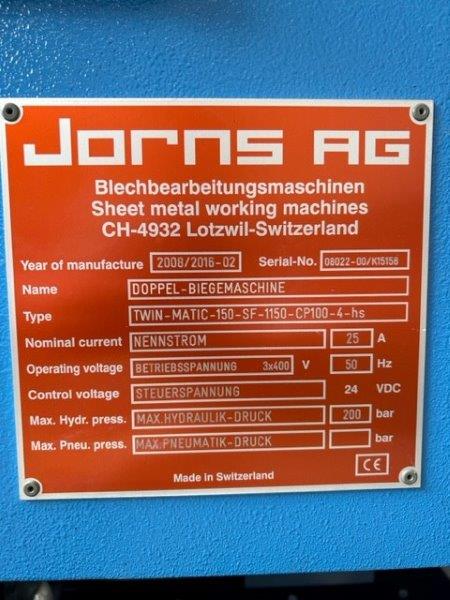 Jorns AG
Blechbearbeitungsmaschinen
Sheet metal working machines
CH-4932 Lotzwil-Switzerland
Year of manufacture 2008/2016-02 Serial-No. 08022-00/K15158
Name DOPPEL-BIEGEMASCHINE
Type TWIN-MATIC-150-SF-1150-CP100-4-hs
Nominal current NENNSTROM 25 A
Operating voltage BETRIEBSSPANNUNG 3x400 V 50 Hz
Control voltage STEUERSPANNUNG 24 VDC
Max. Hydr. press. MAX.HYDRAULIK-DRUCK 200 bar
Max. Pneu. press. MAX.PNEUMATIK-DRUCK bar
CE
Made in Switzerland